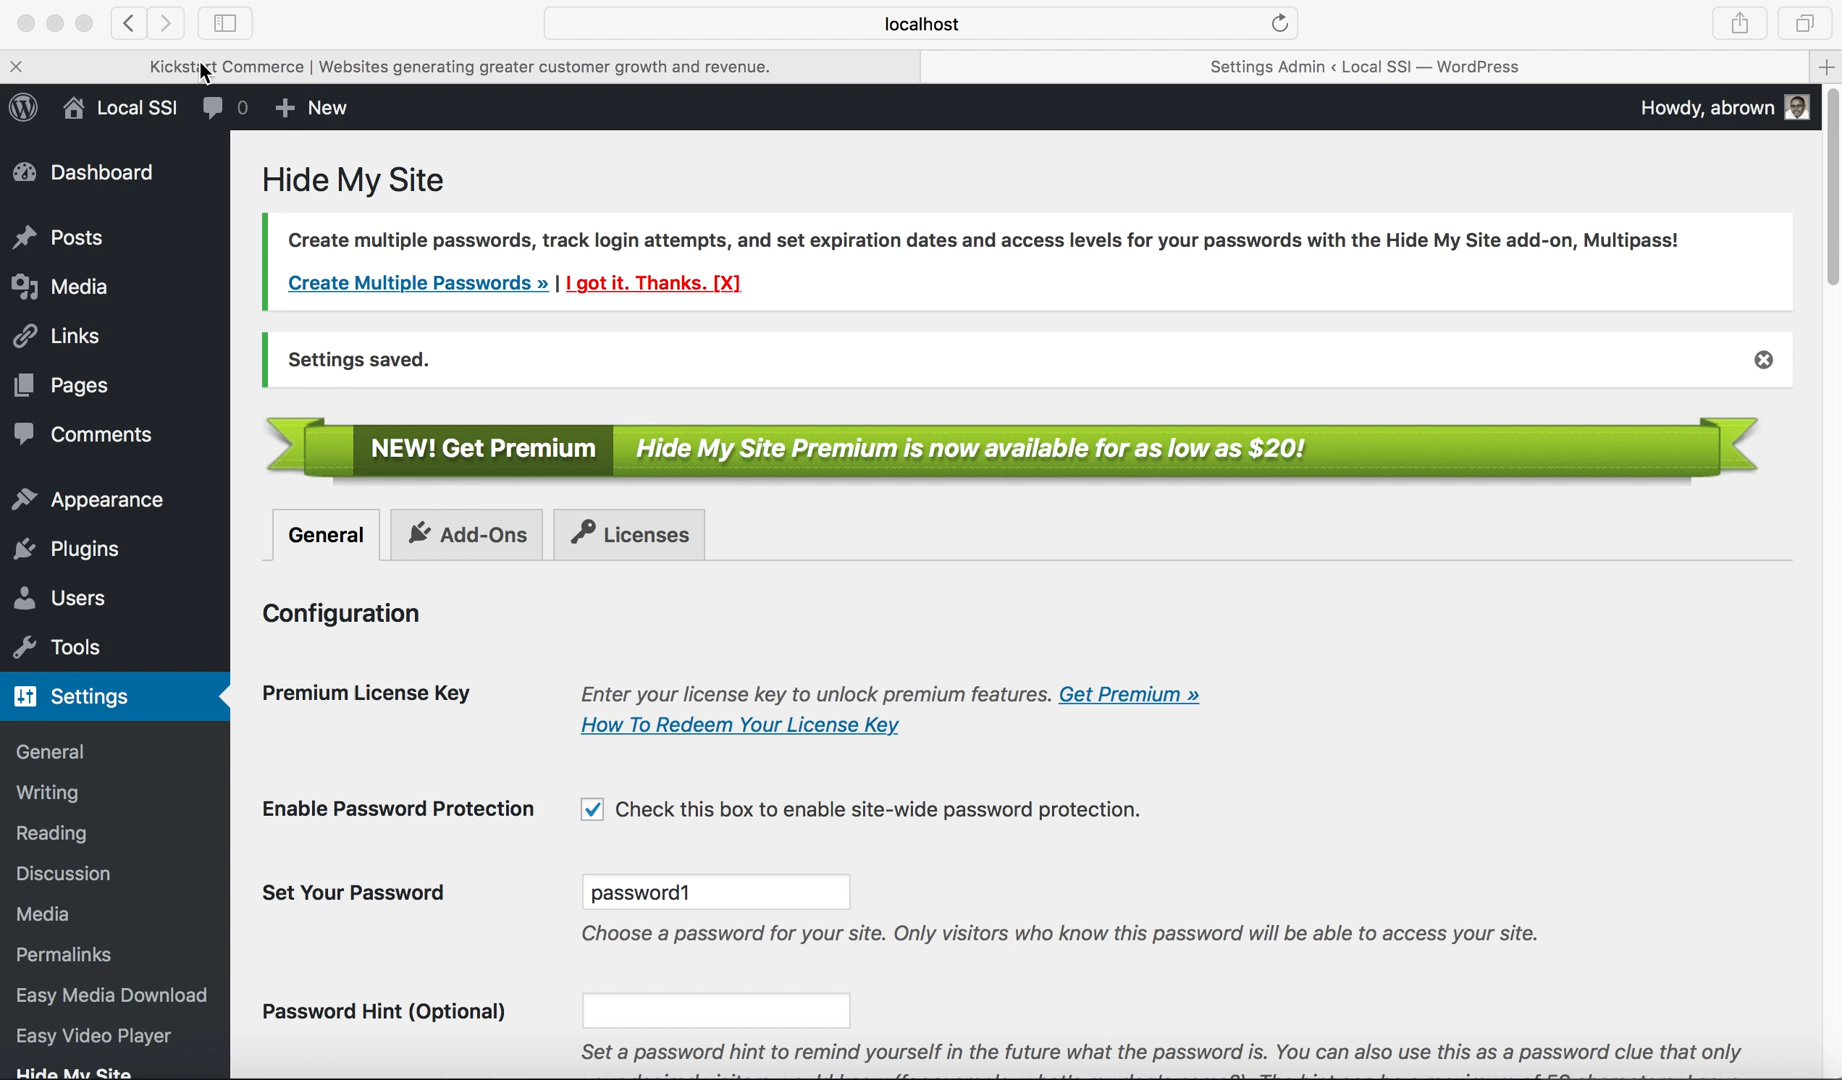 localhost
Kickstart Commerce | Websites generating greater customer growth and revenue.
Settings Admin ‹ Local SSI — WordPress
Local SSI
0
New
Howdy, abrown
Dashboard
Posts
Media
Links
Pages
Comments
Appearance
Plugins
Users
Tools
Settings
General
Writing
Reading
Discussion
Media
Permalinks
Easy Media Download
Easy Video Player
Hide My Site
Hide My Site
Create multiple passwords, track login attempts, and set expiration dates and access levels for your passwords with the Hide My Site add-on, Multipass!
Create Multiple Passwords » | I got it. Thanks. [X]
Settings saved.
NEW! Get Premium Hide My Site Premium is now available for as low as $20!
General Add-Ons Licenses
Configuration
Premium License Key
Enter your license key to unlock premium features. Get Premium »
How To Redeem Your License Key
Enable Password Protection
Check this box to enable site-wide password protection.
Set Your Password
password1
Choose a password for your site. Only visitors who know this password will be able to access your site.
Password Hint (Optional)
Set a password hint to remind yourself in the future what the password is. You can also use this as a password clue that only